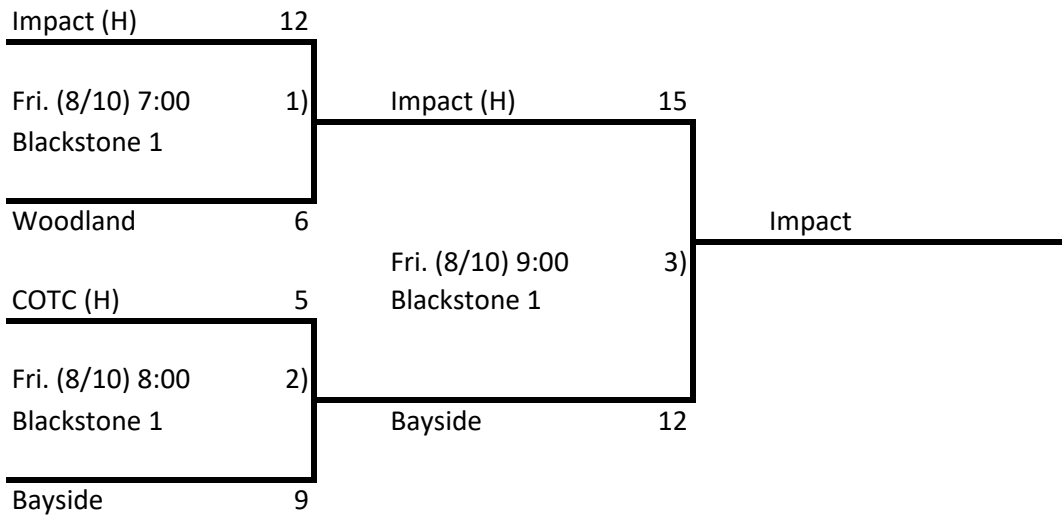 Impact (H) 12
Fri. (8/10) 7:00 1) Impact (H) 15
Blackstone 1
Woodland 6 Impact
Fri. (8/10) 9:00 3)
COTC (H) 5 Blackstone 1
Fri. (8/10) 8:00 2)
Blackstone 1 Bayside 12
Bayside 9